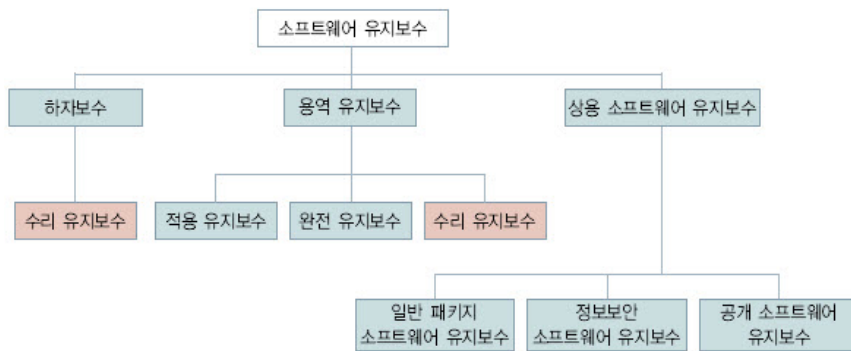 소프트웨어 유지보수
하자보수
용역 유지보수
상용 소프트웨어 유지보수
수리 유지보수
적용 유지보수
완전 유지보수
수리 유지보수
일반 패키지
소프트웨어 유지보수
정보보안
소프트웨어 유지보수
공개 소프트웨어
유지보수